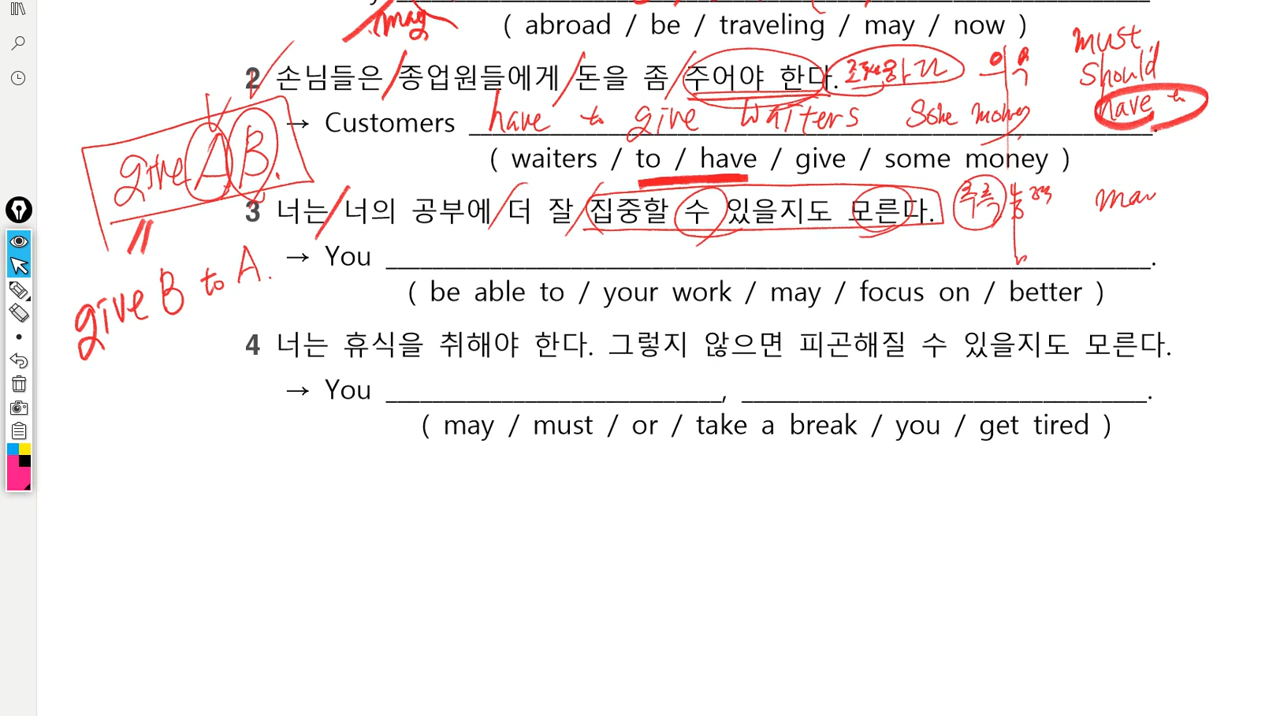 may
( abroad / be / traveling / may / now )
2 손님들은 종업원들에게 돈을 좀 주어야 한다. 조동사 의
must,
should
have to
→ Customers have to give waiters some money.
( waiters / to / have / give / some money )
give A B.
3 너는 너의 공부에 더 잘 집중할 수 있을지도 모른다. 추측
→ You .
give B to A.
( be able to / your work / may / focus on / better )
4 너는 휴식을 취해야 한다. 그렇지 않으면 피곤해질 수 있을지도 모른다.
→ You , .
( may / must / or / take a break / you / get tired )